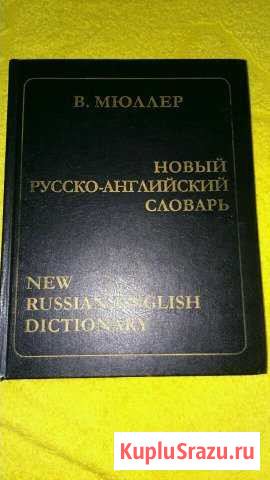 В. МЮЛЛЕР
НОВЫЙ
РУССКО-АНГЛИЙСКИЙ
СЛОВАРЬ
NEW
RUSSIAN-ENGLISH
DICTIONARY
KupluSrazu.ru